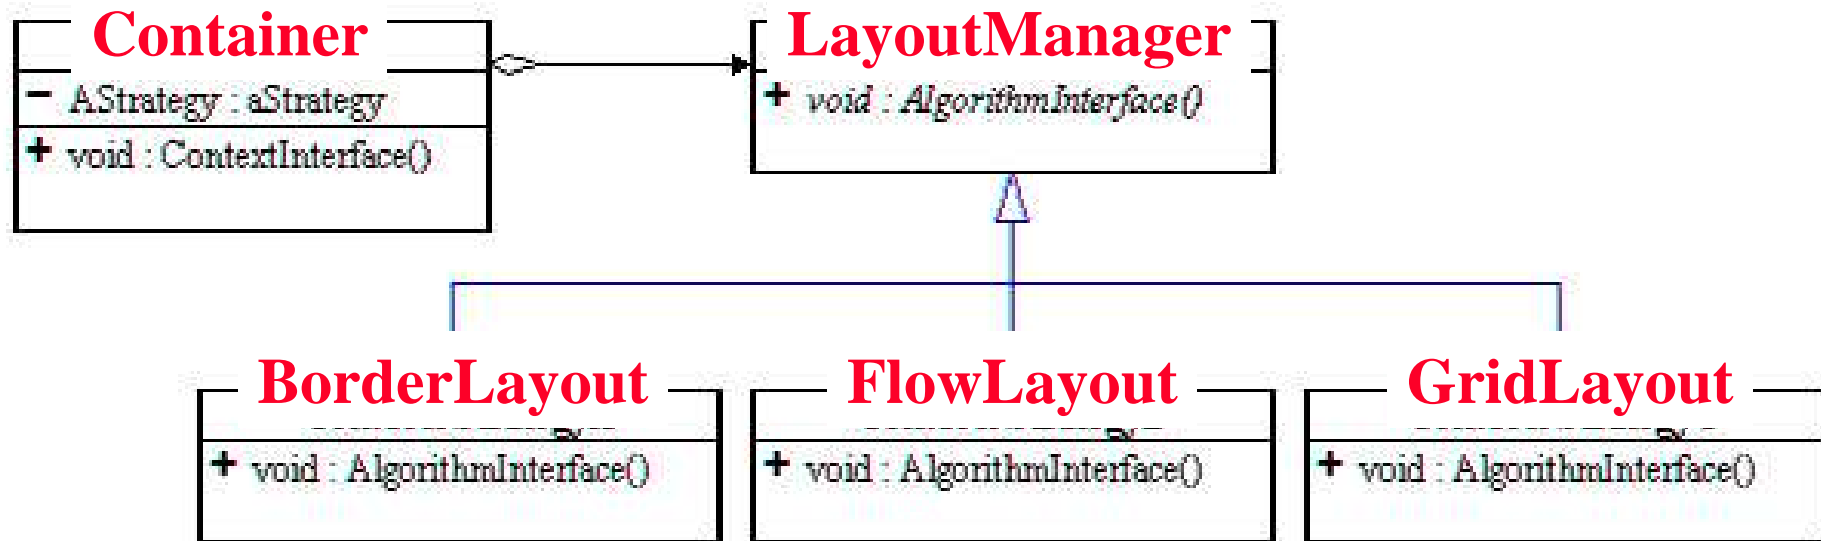 Container
LayoutManager
- AStrategy : aStrategy
+ void : ContextInterface()
+ void : AlgorithmInterface()
BorderLayout
FlowLayout
GridLayout
+ void : AlgorithmInterface()
+ void : AlgorithmInterface()
+ void : AlgorithmInterface()